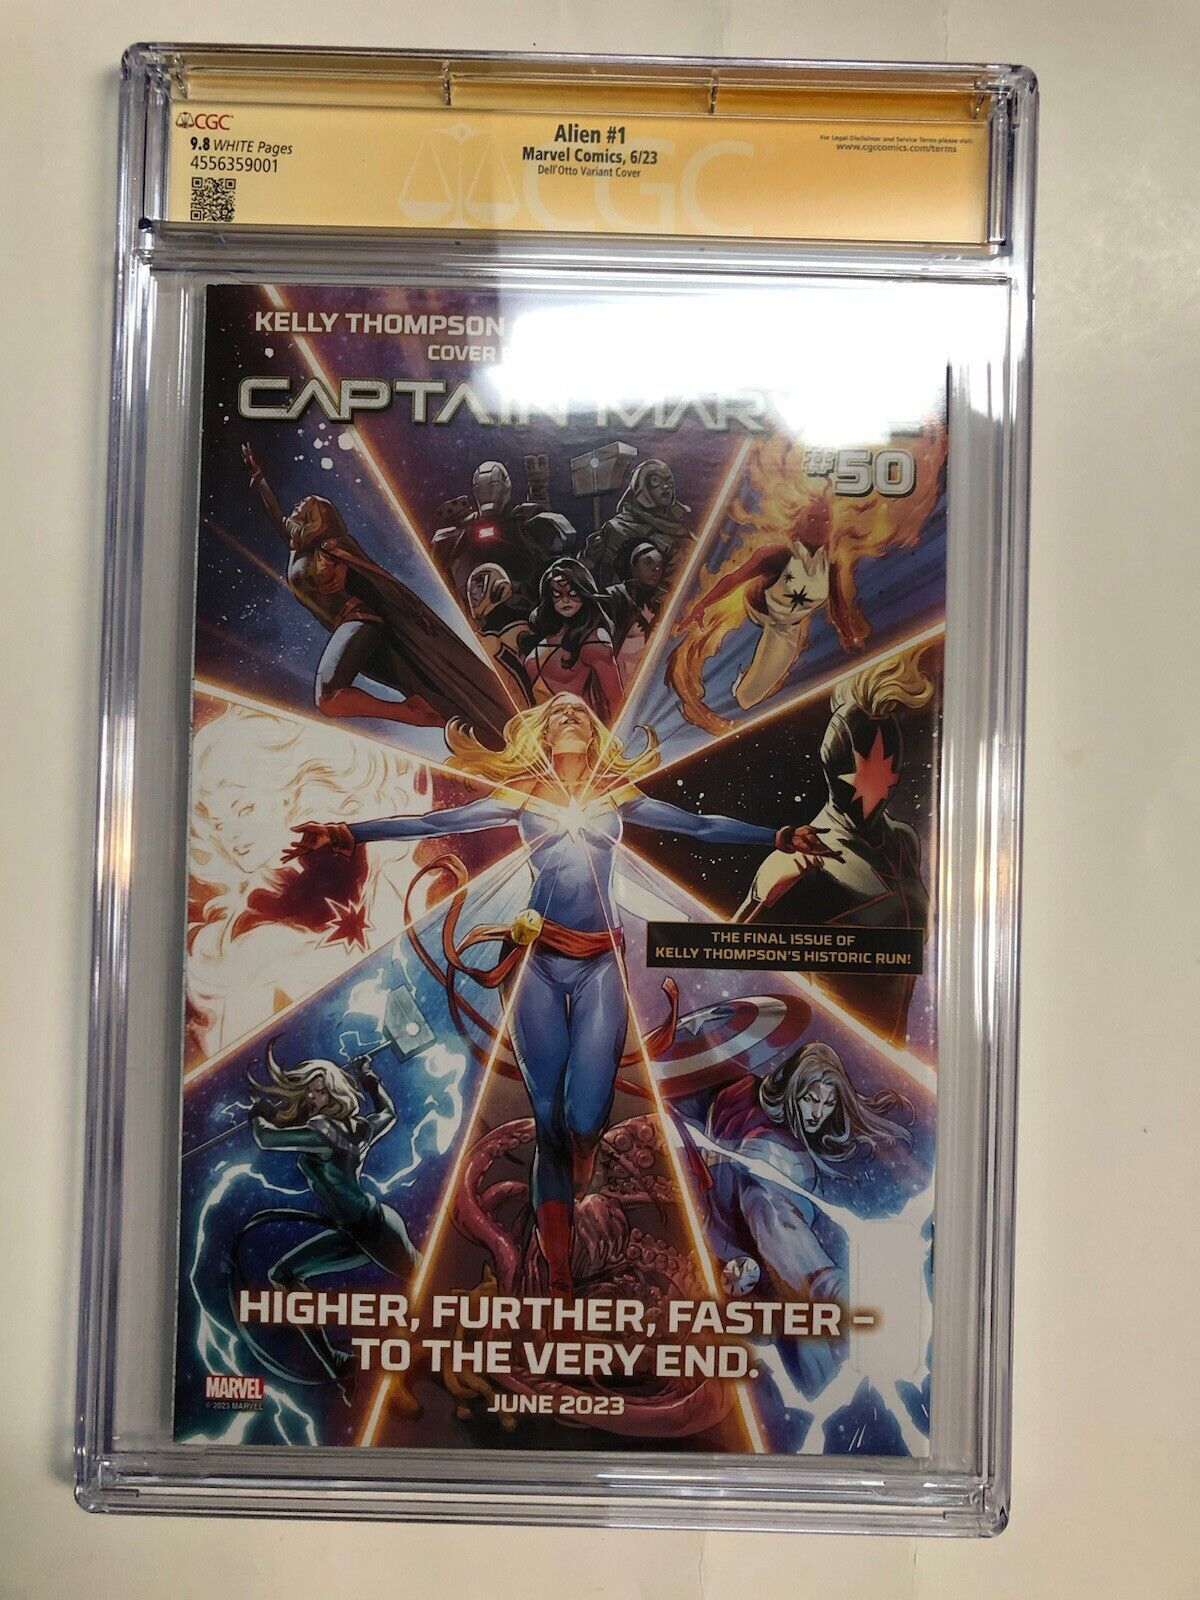 CGC
9.8 WHITE Pages
4556359001
Alien #1
Marvel Comics, 6/23
Dell'Otto Variant Cover
For Legal Disclaimer and Service Terms please visit:
www.cgccomics.com/terms
CGC
KELLY THOMPSON
COVER
CAPTAIN MARVEL
#50
THE FINAL ISSUE OF
KELLY THOMPSON'S HISTORIC RUN!
HIGHER, FURTHER, FASTER –
TO THE VERY END.
JUNE 2023
MARVEL
© 2023 MARVEL